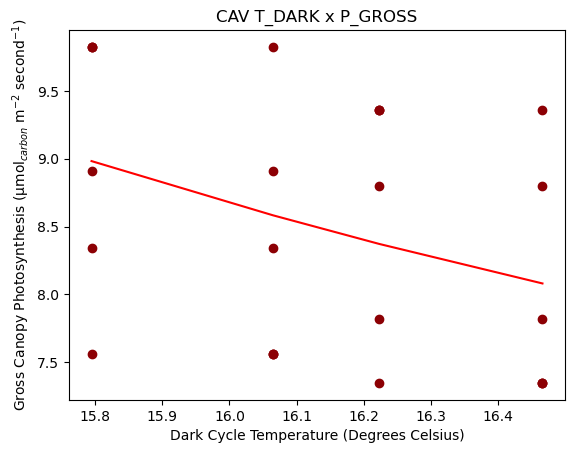 CAV T_DARK x P_GROSS
Gross Canopy Photosynthesis (µmol_{carbon} m^{−2} second^{−1})
9.5
9.0
8.5
8.0
7.5
15.8 15.9 16.0 16.1 16.2 16.3 16.4
Dark Cycle Temperature (Degrees Celsius)